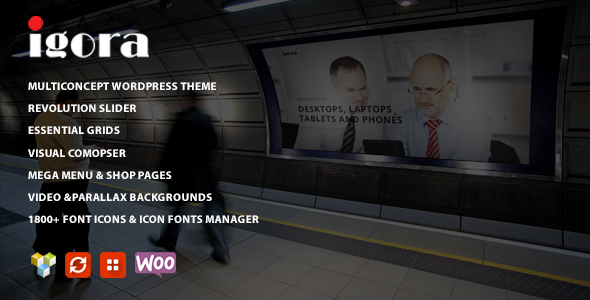 igora
MULTICONCEPT WORDPRESS THEME
REVOLUTION SLIDER
ESSENTIAL GRIDS
VISUAL COMOPSER
MEGA MENU & SHOP PAGES
VIDEO &PARALLAX BACKGROUNDS
1800+ FONT ICONS & ICON FONTS MANAGER
igora
DESKTOPS, LAPTOPS
TABLETS AND PHONES
WOO